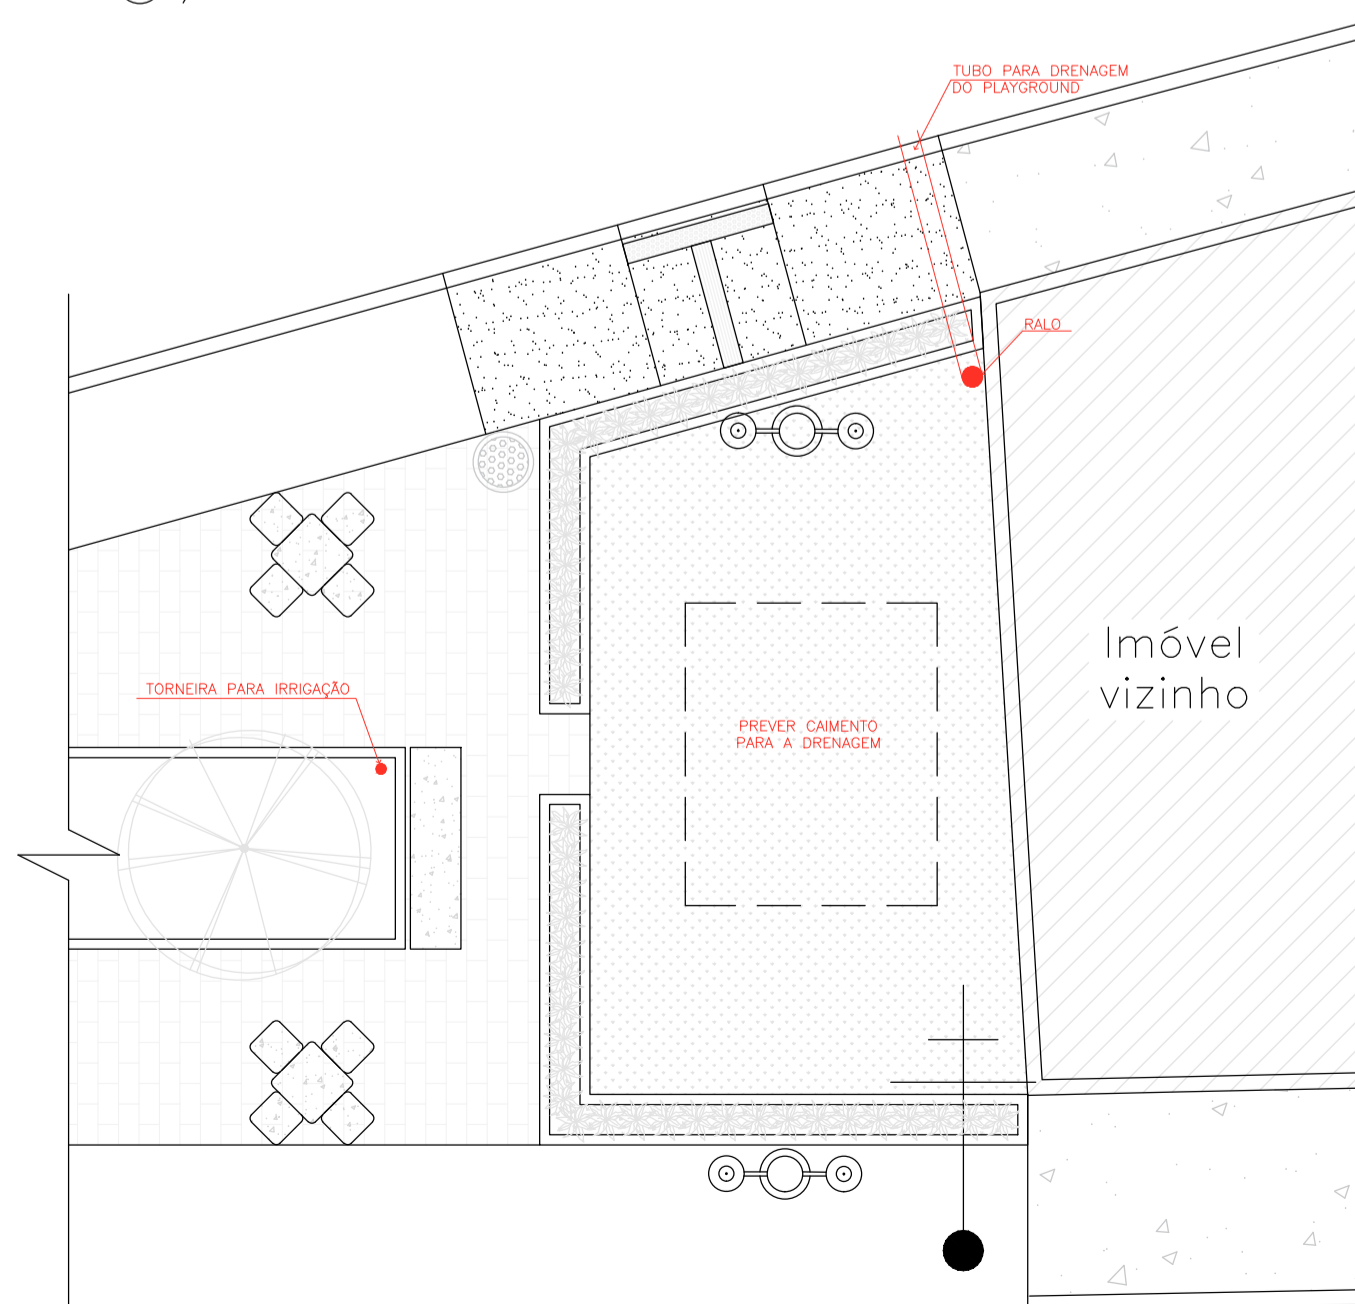 TUBO PARA DRENAGEM
DO PLAYGROUND
RALO
Imóvel
vizinho
TORNEIRA PARA IRRIGAÇÃO
PREVER CAIMENTO
PARA A DRENAGEM